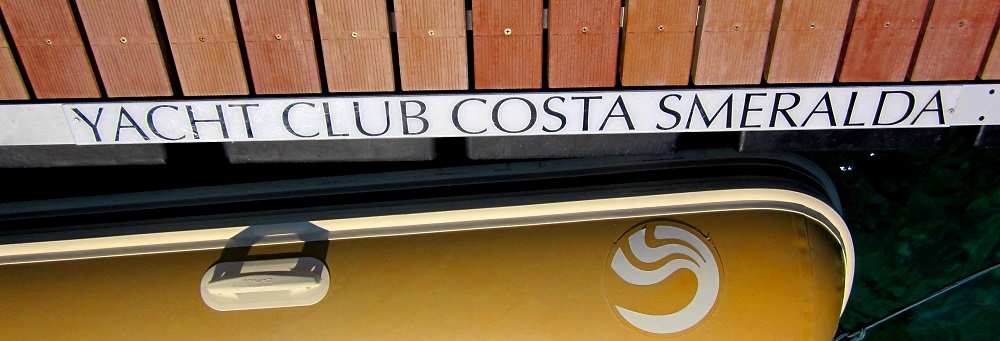 YACHT CLUB COSTA SMERALDA